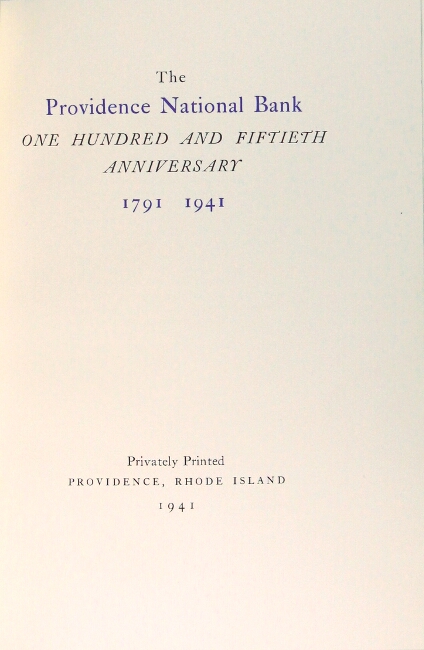 The
Providence National Bank
ONE HUNDRED AND FIFTIETH
ANNIVERSARY
1791 1941
Privately Printed
PROVIDENCE, RHODE ISLAND
1941